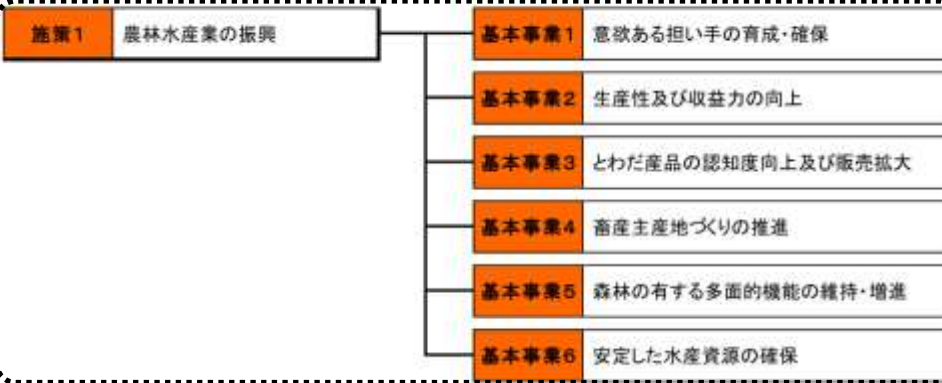 施策1 農林水産業の振興
基本事業1 意欲ある担い手の育成・確保
基本事業2 生産性及び収益力の向上
基本事業3 とわだ産品の認知度向上及び販売拡大
基本事業4 畜産主産地づくりの推進
基本事業5 森林の有する多面的機能の維持・増進
基本事業6 安定した水産資源の確保